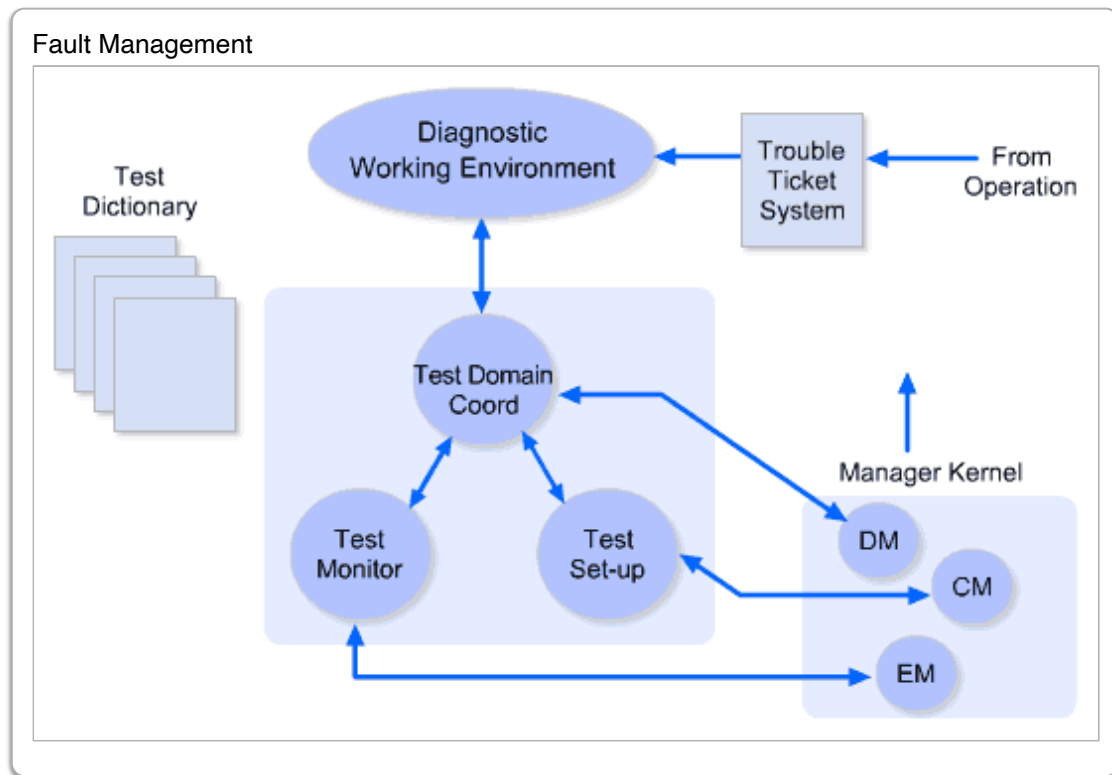 Fault Management
Diagnostic
Working Environment
Trouble
Ticket
System
From
Operation
Test
Dictionary
Test Domain
Coord
Manager Kernel
Test
Monitor
Test
Set-up
DM
CM
EM